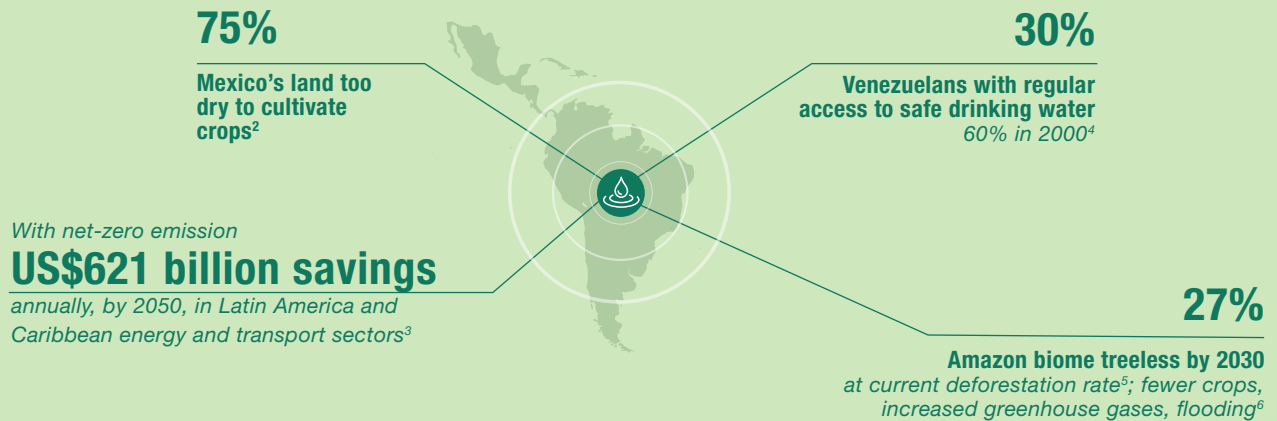 75%
Mexico’s land too
dry to cultivate
crops²
30%
Venezuelans with regular
access to safe drinking water
60% in 2000⁴
With net-zero emission
US$621 billion savings
annually, by 2050, in Latin America and
Caribbean energy and transport sectors³
27%
Amazon biome treeless by 2030
at current deforestation rate⁵; fewer crops,
increased greenhouse gases, flooding⁶